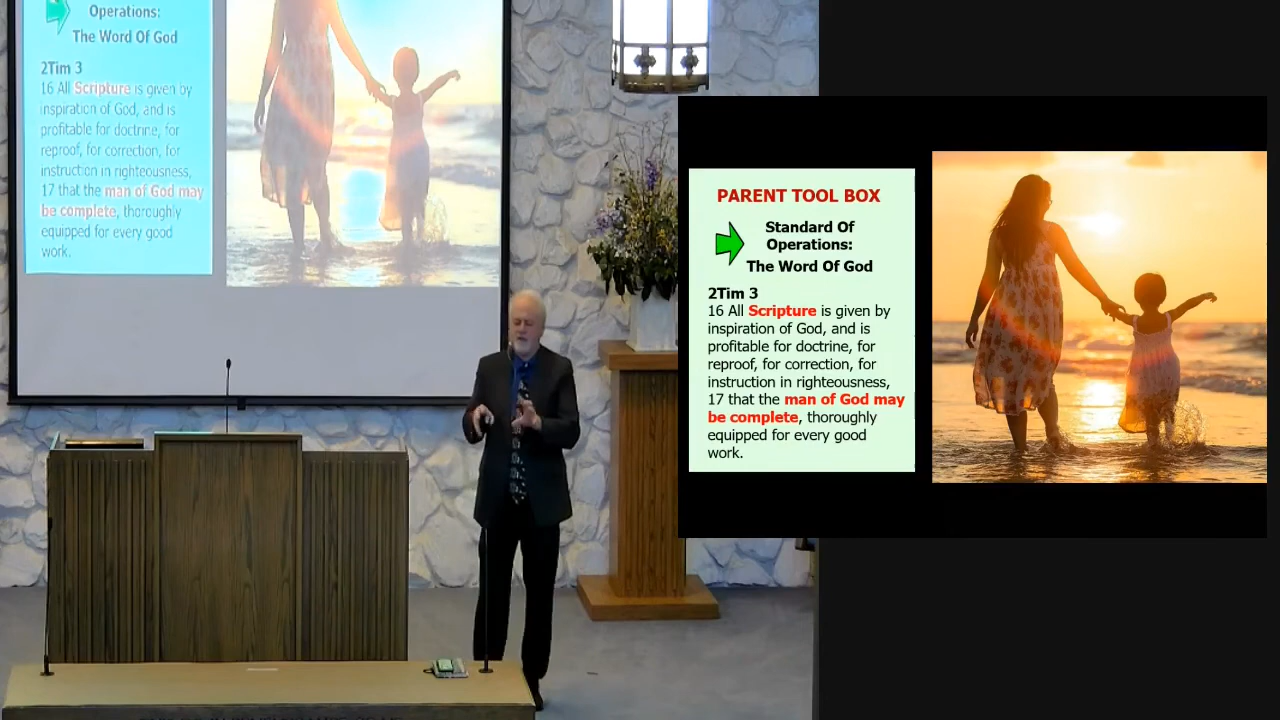 Operations:
The Word Of God
2Tim 3
16 All Scripture is given by
inspiration of God, and is
profitable for doctrine, for
reproof, for correction, for
instruction in righteousness,
17 that the man of God may
be complete, thoroughly
equipped for every good
work.
PARENT TOOL BOX
Standard Of
Operations:
The Word Of God
2Tim 3
16 All Scripture is given by
inspiration of God, and is
profitable for doctrine, for
reproof, for correction, for
instruction in righteousness,
17 that the man of God may
be complete, thoroughly
equipped for every good
work.